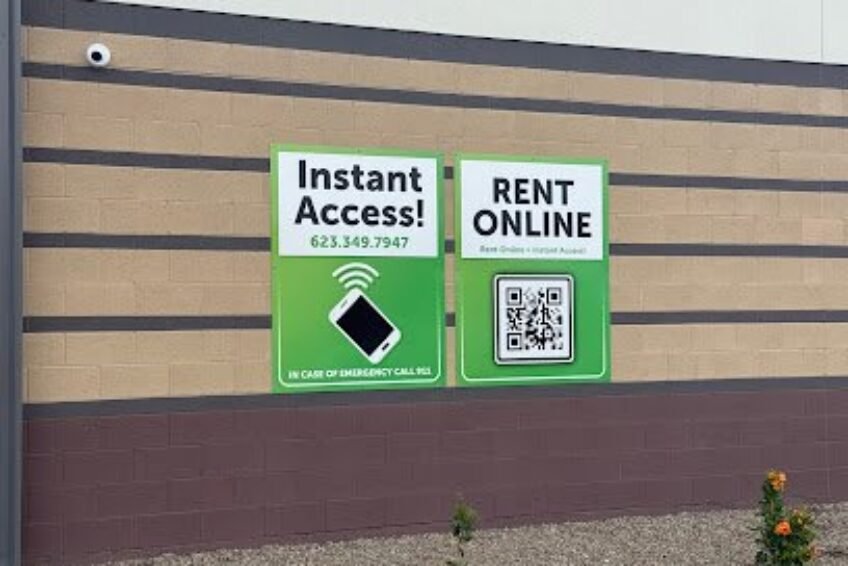 Instant
Access!
623.349.7947
IN CASE OF EMERGENCY CALL 911
RENT
ONLINE
Rent Online • Instant Access!